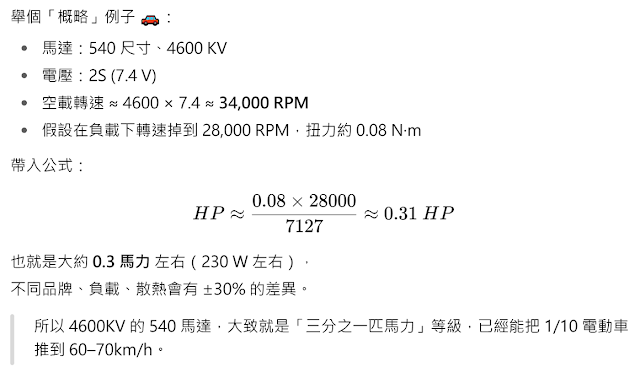 舉個「概略」例子 🚗：
• 馬達：540 尺寸、4600 KV
• 電壓：2S (7.4 V)
• 空載轉速 ≈ 4600 × 7.4 ≈ 34,000 RPM
• 假設在負載下轉速掉到 28,000 RPM，扭力約 0.08 N·m
帶入公式：
HP ≈ 0.08 × 28000 / 7127 ≈ 0.31 HP
也就是大約 0.3 馬力 左右（230 W 左右），
不同品牌、負載、散熱會有 ±30% 的差異。
所以 4600KV 的 540 馬達，大致就是「三分之一匹馬力」等級，已經能把 1/10 電動車
推到 60–70km/h。